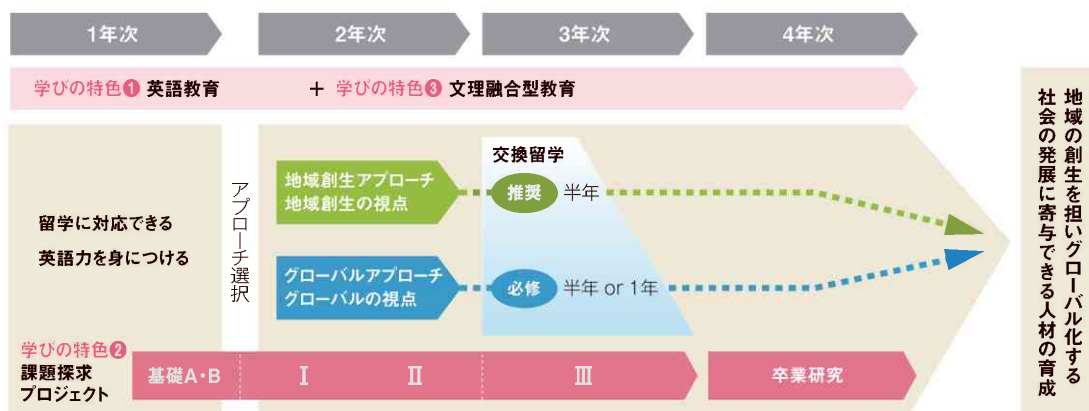 1年次
2年次
3年次
4年次
学びの特色❶ 英語教育
+ 学びの特色❸ 文理融合型教育
留学に対応できる
英語力を身につける
アプローチ選択
地域創生アプローチ
地域創生の視点
グローバルアプローチ
グローバルの視点
交換留学
推奨 半年
必修 半年 or 1年
学びの特色❷
課題探求
プロジェクト
基礎A・B
Ⅰ
Ⅱ
Ⅲ
卒業研究
地域の創生を担いグローバル化する
社会の発展に寄与できる人材の育成